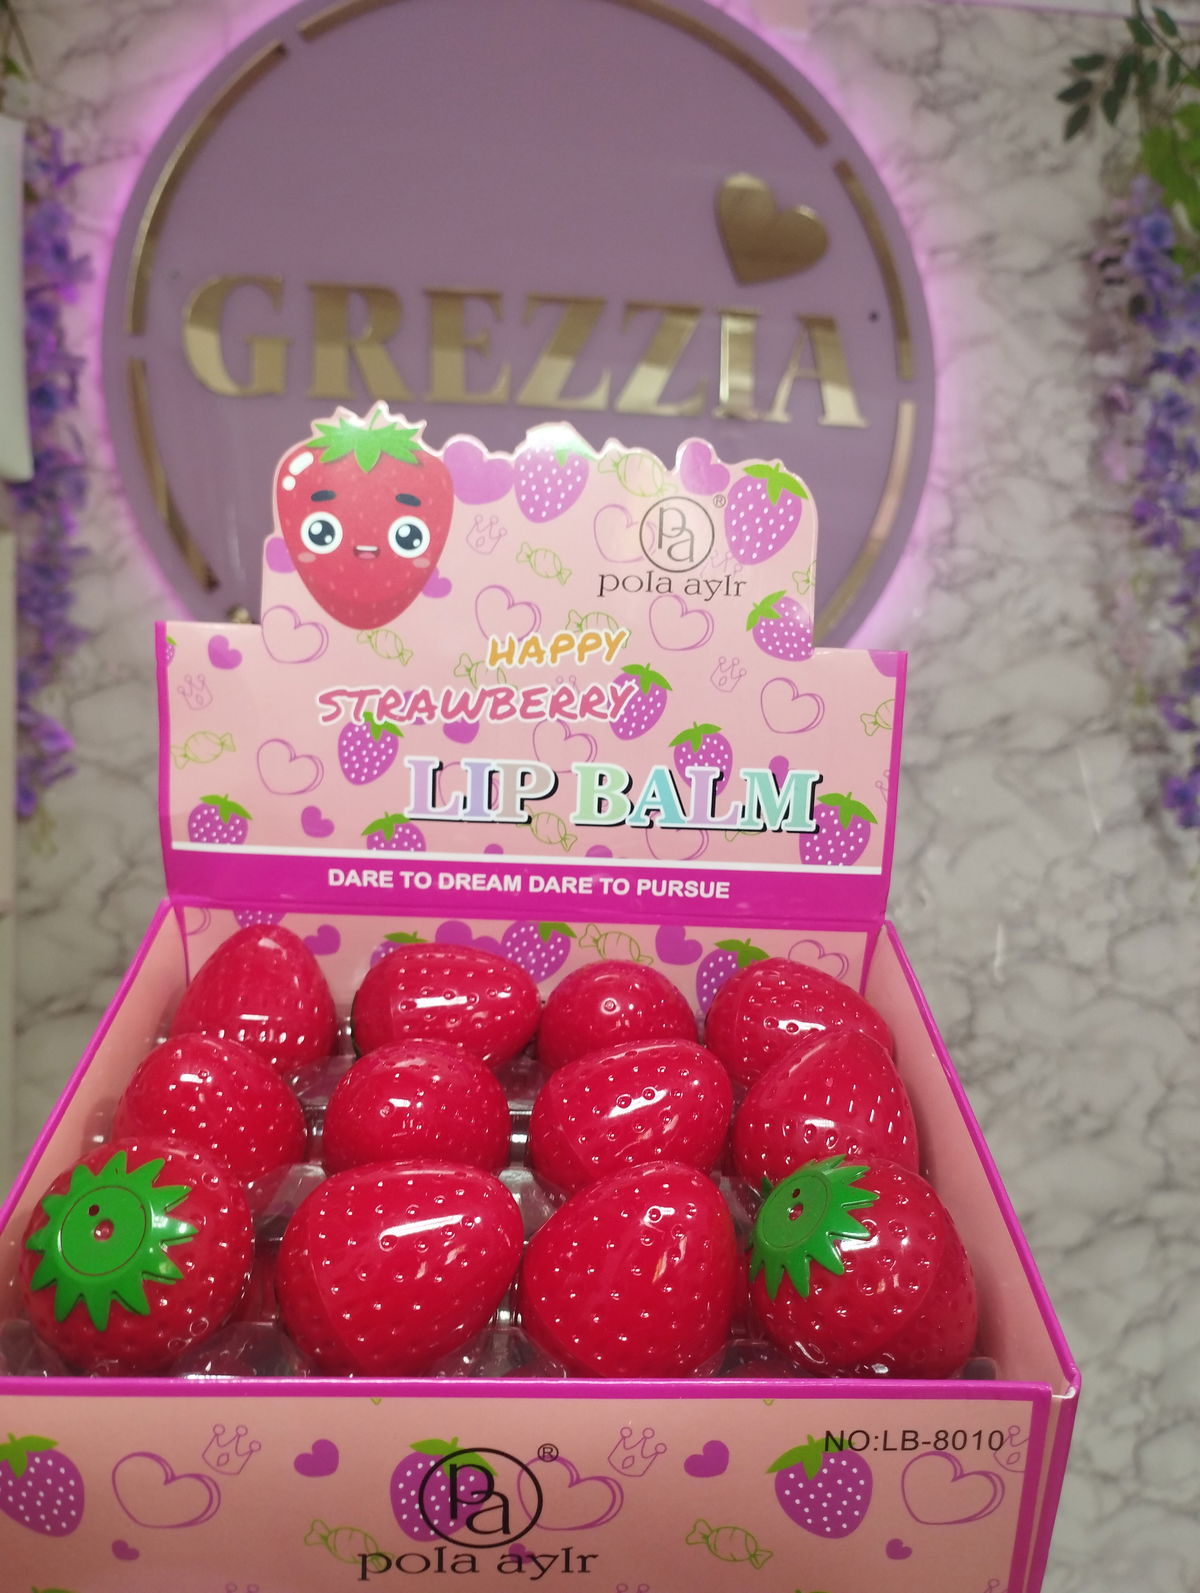 GREZZIA
Pa®
pola aylr
HAPPY
STRAWBERRY
LIP BALM
DARE TO DREAM DARE TO PURSUE
NO:LB-8010
Pa®
pola aylr